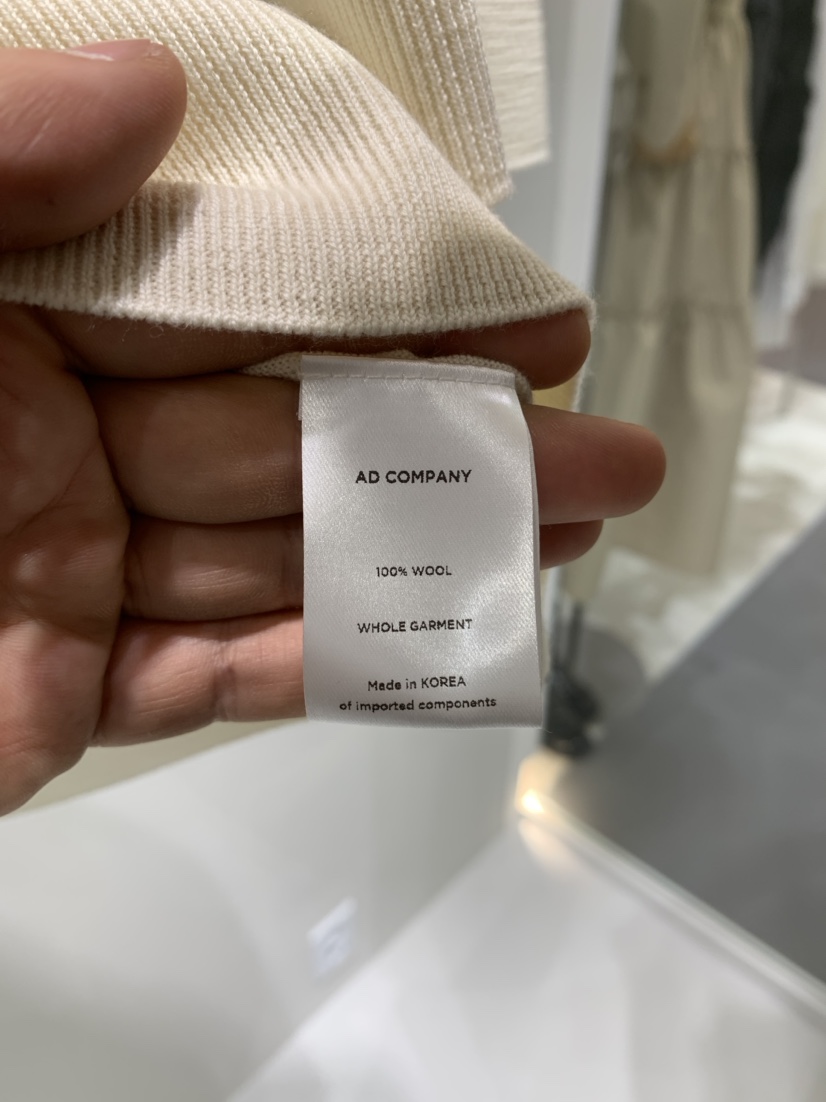 AD COMPANY
100% WOOL
WHOLE GARMENT
Made in KOREA
of imported components